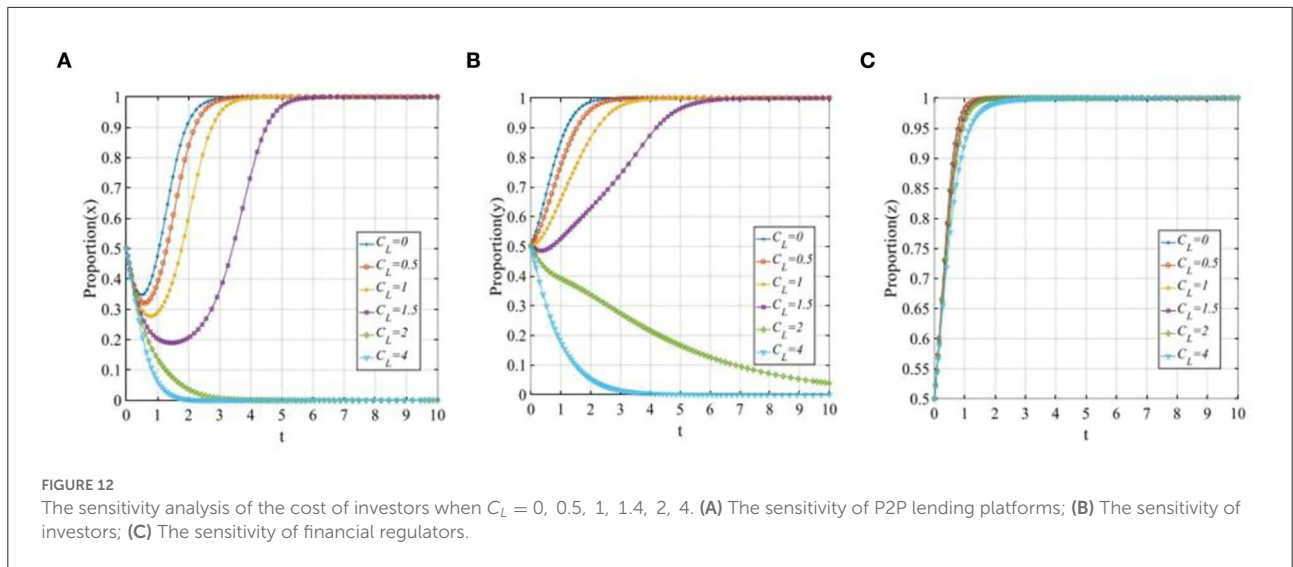 A
B
C
1
0.9
0.8
0.7
0.6
0.5
0.4
0.3
0.2
0.1
0
Proportion(x)
0 1 2 3 4 5 6 7 8 9 10
t
C_L=0
C_L=0.5
C_L=1
C_L=1.5
C_L=2
C_L=4
1
0.9
0.8
0.7
0.6
0.5
0.4
0.3
0.2
0.1
0
Proportion(y)
0 1 2 3 4 5 6 7 8 9 10
t
C_L=0
C_L=0.5
C_L=1
C_L=1.5
C_L=2
C_L=4
1
0.95
0.9
0.85
0.8
0.75
0.7
0.65
0.6
0.55
0.5
Proportion(z)
0 1 2 3 4 5 6 7 8 9 10
t
C_L=0
C_L=0.5
C_L=1
C_L=1.5
C_L=2
C_L=4
FIGURE 12
The sensitivity analysis of the cost of investors when C_L = 0, 0.5, 1, 1.4, 2, 4. (A) The sensitivity of P2P lending platforms; (B) The sensitivity of
investors; (C) The sensitivity of financial regulators.